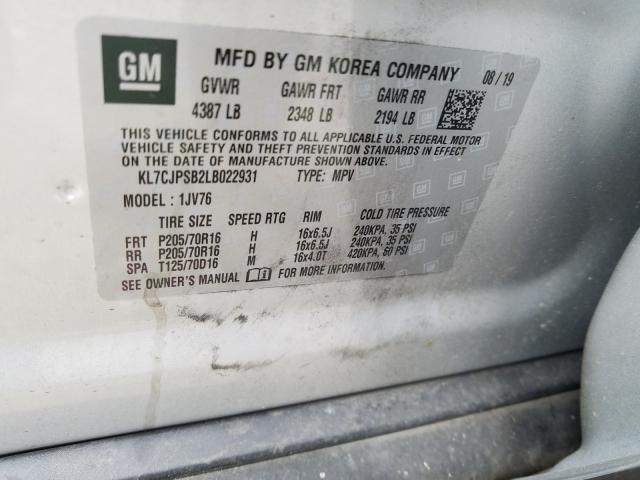 GM
MFD BY GM KOREA COMPANY 08/19
GVWR GAWR FRT GAWR RR
4387 LB 2348 LB 2194 LB
THIS VEHICLE CONFORMS TO ALL APPLICABLE U.S. FEDERAL MOTOR
VEHICLE SAFETY AND THEFT PREVENTION STANDARDS IN EFFECT
ON THE DATE OF MANUFACTURE SHOWN ABOVE.
KL7CJPSB2LB022931 TYPE: MPV
MODEL: 1JV76
TIRE SIZE SPEED RTG RIM COLD TIRE PRESSURE
FRT P205/70R16 H 16x6.5J 240KPA, 35 PSI
RR P205/70R16 H 16x6.5J 240KPA, 35 PSI
SPA T125/70D16 M 16x4.0T 420KPA, 60 PSI
SEE OWNER'S MANUAL FOR MORE INFORMATION.